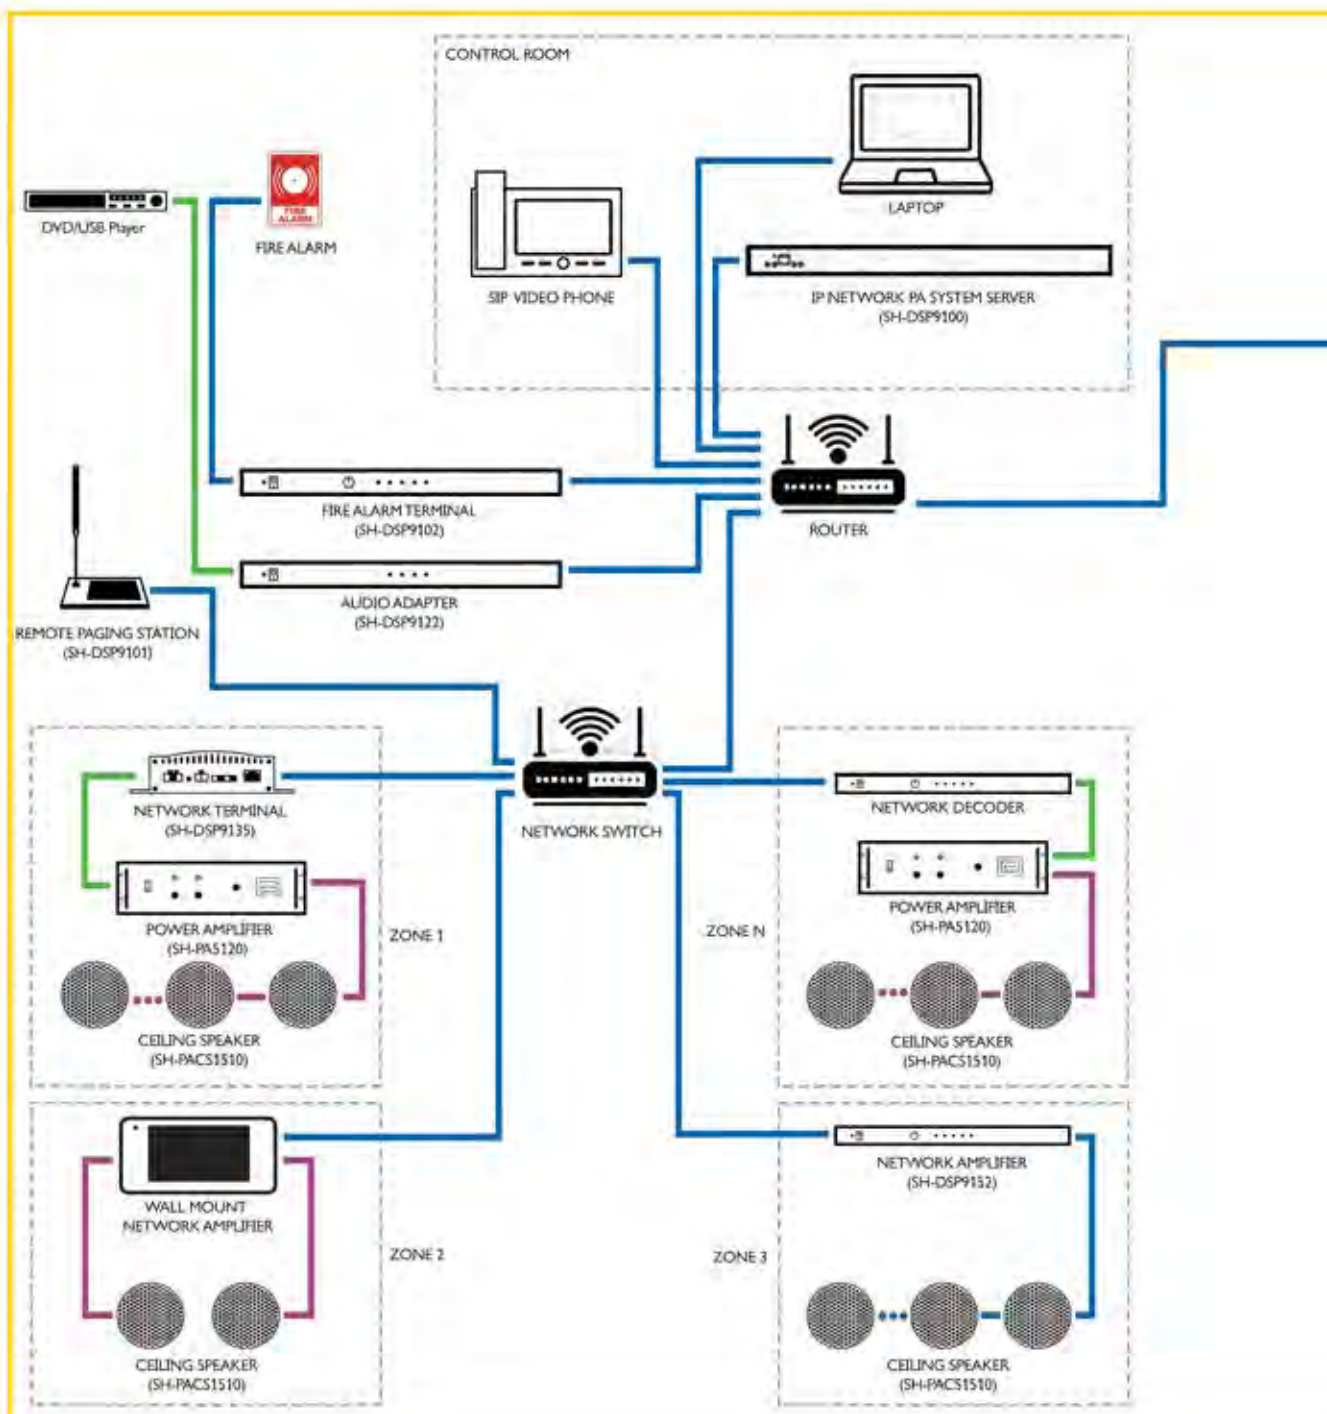 CONTROL ROOM
LAPTOP
SIP VIDEO PHONE
IP NETWORK PA SYSTEM SERVER
(SH-DSP9100)
DVD/USB Player
FIRE
ALARM
FIRE ALARM
FIRE ALARM TERMINAL
(SH-DSP9102)
ROUTER
AUDIO ADAPTER
(SH-DSP9122)
REMOTE PAGING STATION
(SH-DSP9101)
NETWORK SWITCH
NETWORK TERMINAL
(SH-DSP9135)
POWER AMPLIFIER
(SH-PA5120)
ZONE 1
CEILING SPEAKER
(SH-PACS1510)
NETWORK DECODER
POWER AMPLIFIER
(SH-PA5120)
ZONE N
CEILING SPEAKER
(SH-PACS1510)
WALL MOUNT
NETWORK AMPLIFIER
ZONE 2
CEILING SPEAKER
(SH-PACS1510)
NETWORK AMPLIFIER
(SH-DSP9152)
ZONE 3
CEILING SPEAKER
(SH-PACS1510)